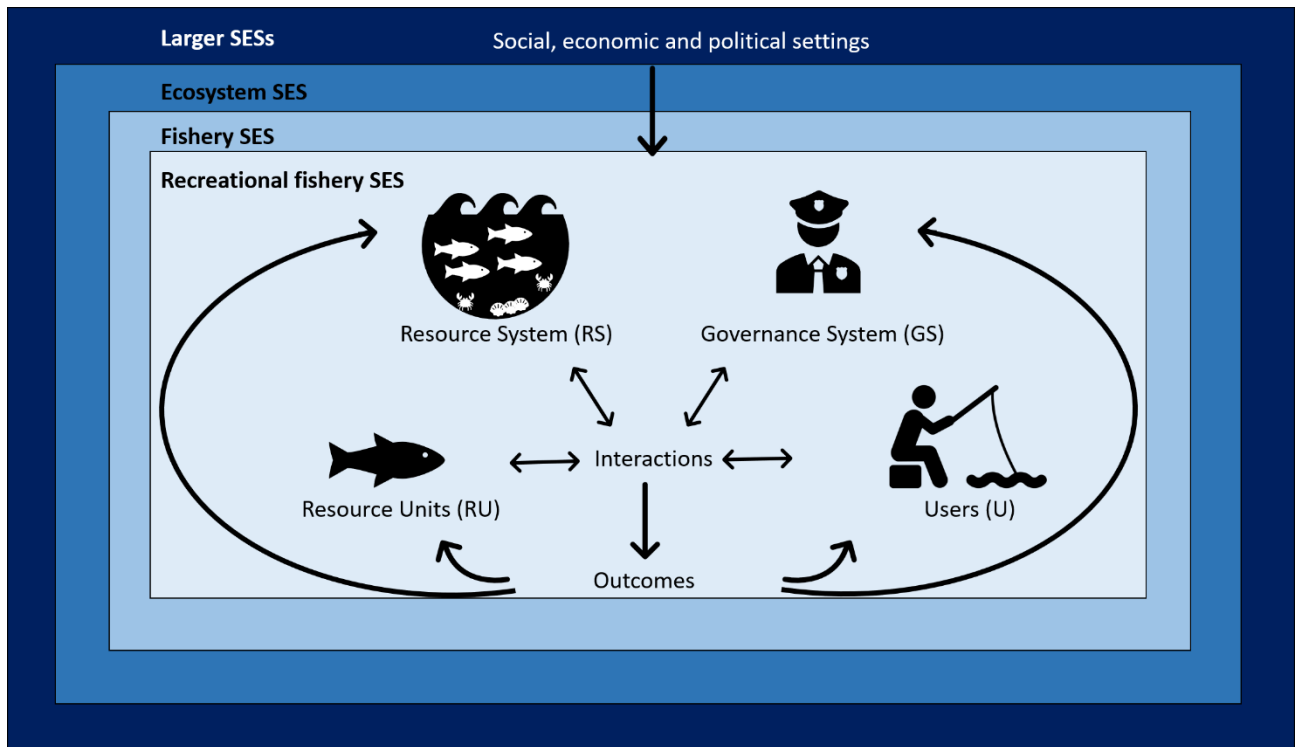 Larger SESs
Social, economic and political settings
Ecosystem SES
Fishery SES
Recreational fishery SES
Resource System (RS)
Governance System (GS)
Interactions
Resource Units (RU)
Users (U)
Outcomes